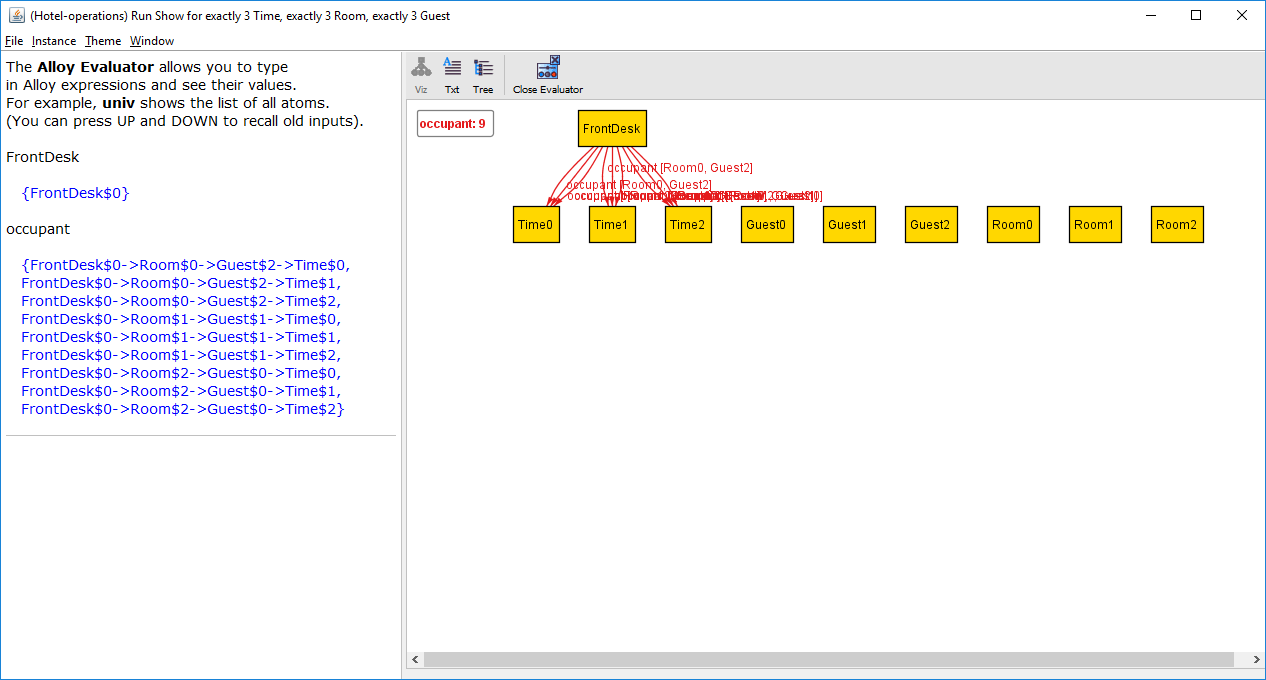 (Hotel-operations) Run Show for exactly 3 Time, exactly 3 Room, exactly 3 Guest
File Instance Theme Window
The Alloy Evaluator allows you to type
in Alloy expressions and see their values.
For example, univ shows the list of all atoms.
(You can press UP and DOWN to recall old inputs).
FrontDesk
{FrontDesk$0}
occupant
{FrontDesk$0->Room$0->Guest$2->Time$0,
FrontDesk$0->Room$0->Guest$2->Time$1,
FrontDesk$0->Room$0->Guest$2->Time$2,
FrontDesk$0->Room$1->Guest$1->Time$0,
FrontDesk$0->Room$1->Guest$1->Time$1,
FrontDesk$0->Room$1->Guest$1->Time$2,
FrontDesk$0->Room$2->Guest$0->Time$0,
FrontDesk$0->Room$2->Guest$0->Time$1,
FrontDesk$0->Room$2->Guest$0->Time$2}
Viz Txt Tree Close Evaluator
occupant: 9
FrontDesk
occupant [Room0, Guest2]
occupant [Room0, Guest2]
occupant
Time0 Time1 Time2 Guest0 Guest1 Guest2 Room0 Room1 Room2